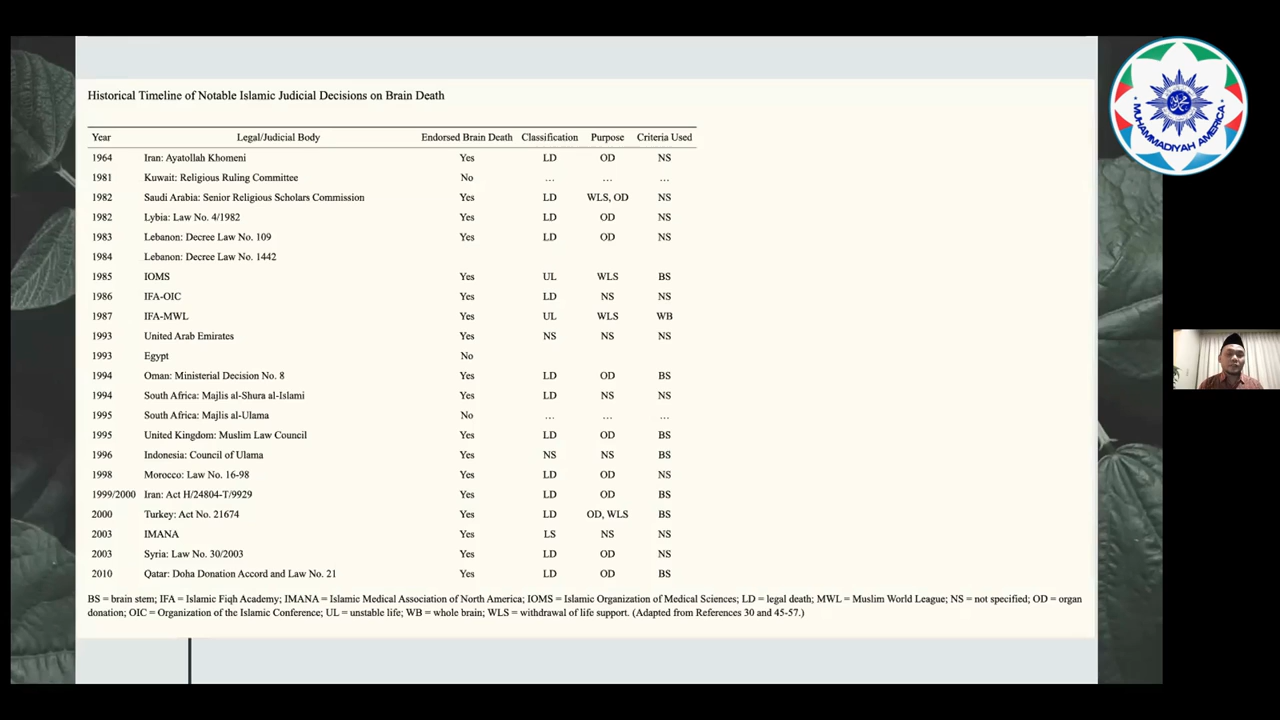 Historical Timeline of Notable Islamic Judicial Decisions on Brain Death
Year Legal/Judicial Body Endorsed Brain Death Classification Purpose Criteria Used
1964 Iran: Ayatollah Khomeni Yes LD OD NS
1981 Kuwait: Religious Ruling Committee No … … …
1982 Saudi Arabia: Senior Religious Scholars Commission Yes LD WLS, OD NS
1982 Lybia: Law No. 4/1982 Yes LD OD NS
1983 Lebanon: Decree Law No. 109 Yes LD OD NS
1984 Lebanon: Decree Law No. 1442
1985 IOMS Yes UL WLS BS
1986 IFA-OIC Yes LD NS NS
1987 IFA-MWL Yes UL WLS WB
1993 United Arab Emirates Yes NS NS NS
1993 Egypt No
1994 Oman: Ministerial Decision No. 8 Yes LD OD BS
1994 South Africa: Majlis al-Shura al-Islami Yes LD NS NS
1995 South Africa: Majlis al-Ulama No … … …
1995 United Kingdom: Muslim Law Council Yes LD OD BS
1996 Indonesia: Council of Ulama Yes NS NS BS
1998 Morocco: Law No. 16-98 Yes LD OD NS
1999/2000 Iran: Act H/24804-T/9929 Yes LD OD BS
2000 Turkey: Act No. 21674 Yes LD OD, WLS BS
2003 IMANA Yes LS NS NS
2003 Syria: Law No. 30/2003 Yes LD OD NS
2010 Qatar: Doha Donation Accord and Law No. 21 Yes LD OD BS
BS = brain stem; IFA = Islamic Fiqh Academy; IMANA = Islamic Medical Association of North America; IOMS = Islamic Organization of Medical Sciences; LD = legal death; MWL = Muslim World League; NS = not specified; OD = organ
donation; OIC = Organization of the Islamic Conference; UL = unstable life; WB = whole brain; WLS = withdrawal of life support. (Adapted from References 30 and 45-57.)
MUHAMMADIYAH AMERICA